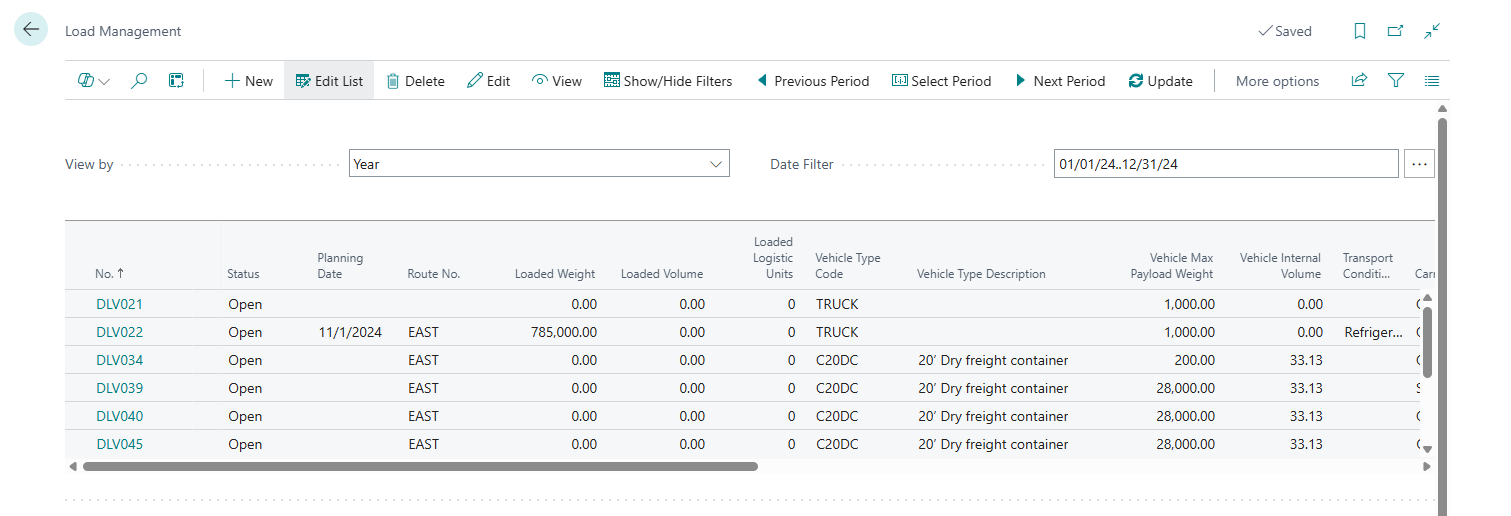 Load Management
Saved
New Edit List Delete Edit View Show/Hide Filters Previous Period Select Period Next Period Update More options
View by Year Date Filter 01/01/24..12/31/24 ...
No.↑ Status Planning Date Route No. Loaded Weight Loaded Volume Loaded Logistic Units Vehicle Type Code Vehicle Type Description Vehicle Max Payload Weight Vehicle Internal Volume Transport Conditi...
DLV021 Open 0.00 0.00 0 TRUCK 1,000.00 0.00
DLV022 Open 11/1/2024 EAST 785,000.00 0.00 0 TRUCK 1,000.00 0.00 Refriger...
DLV034 Open EAST 0.00 0.00 0 C20DC 20’ Dry freight container 200.00 33.13
DLV039 Open EAST 0.00 0.00 0 C20DC 20’ Dry freight container 28,000.00 33.13
DLV040 Open EAST 0.00 0.00 0 C20DC 20’ Dry freight container 28,000.00 33.13
DLV045 Open EAST 0.00 0.00 0 C20DC 20’ Dry freight container 28,000.00 33.13